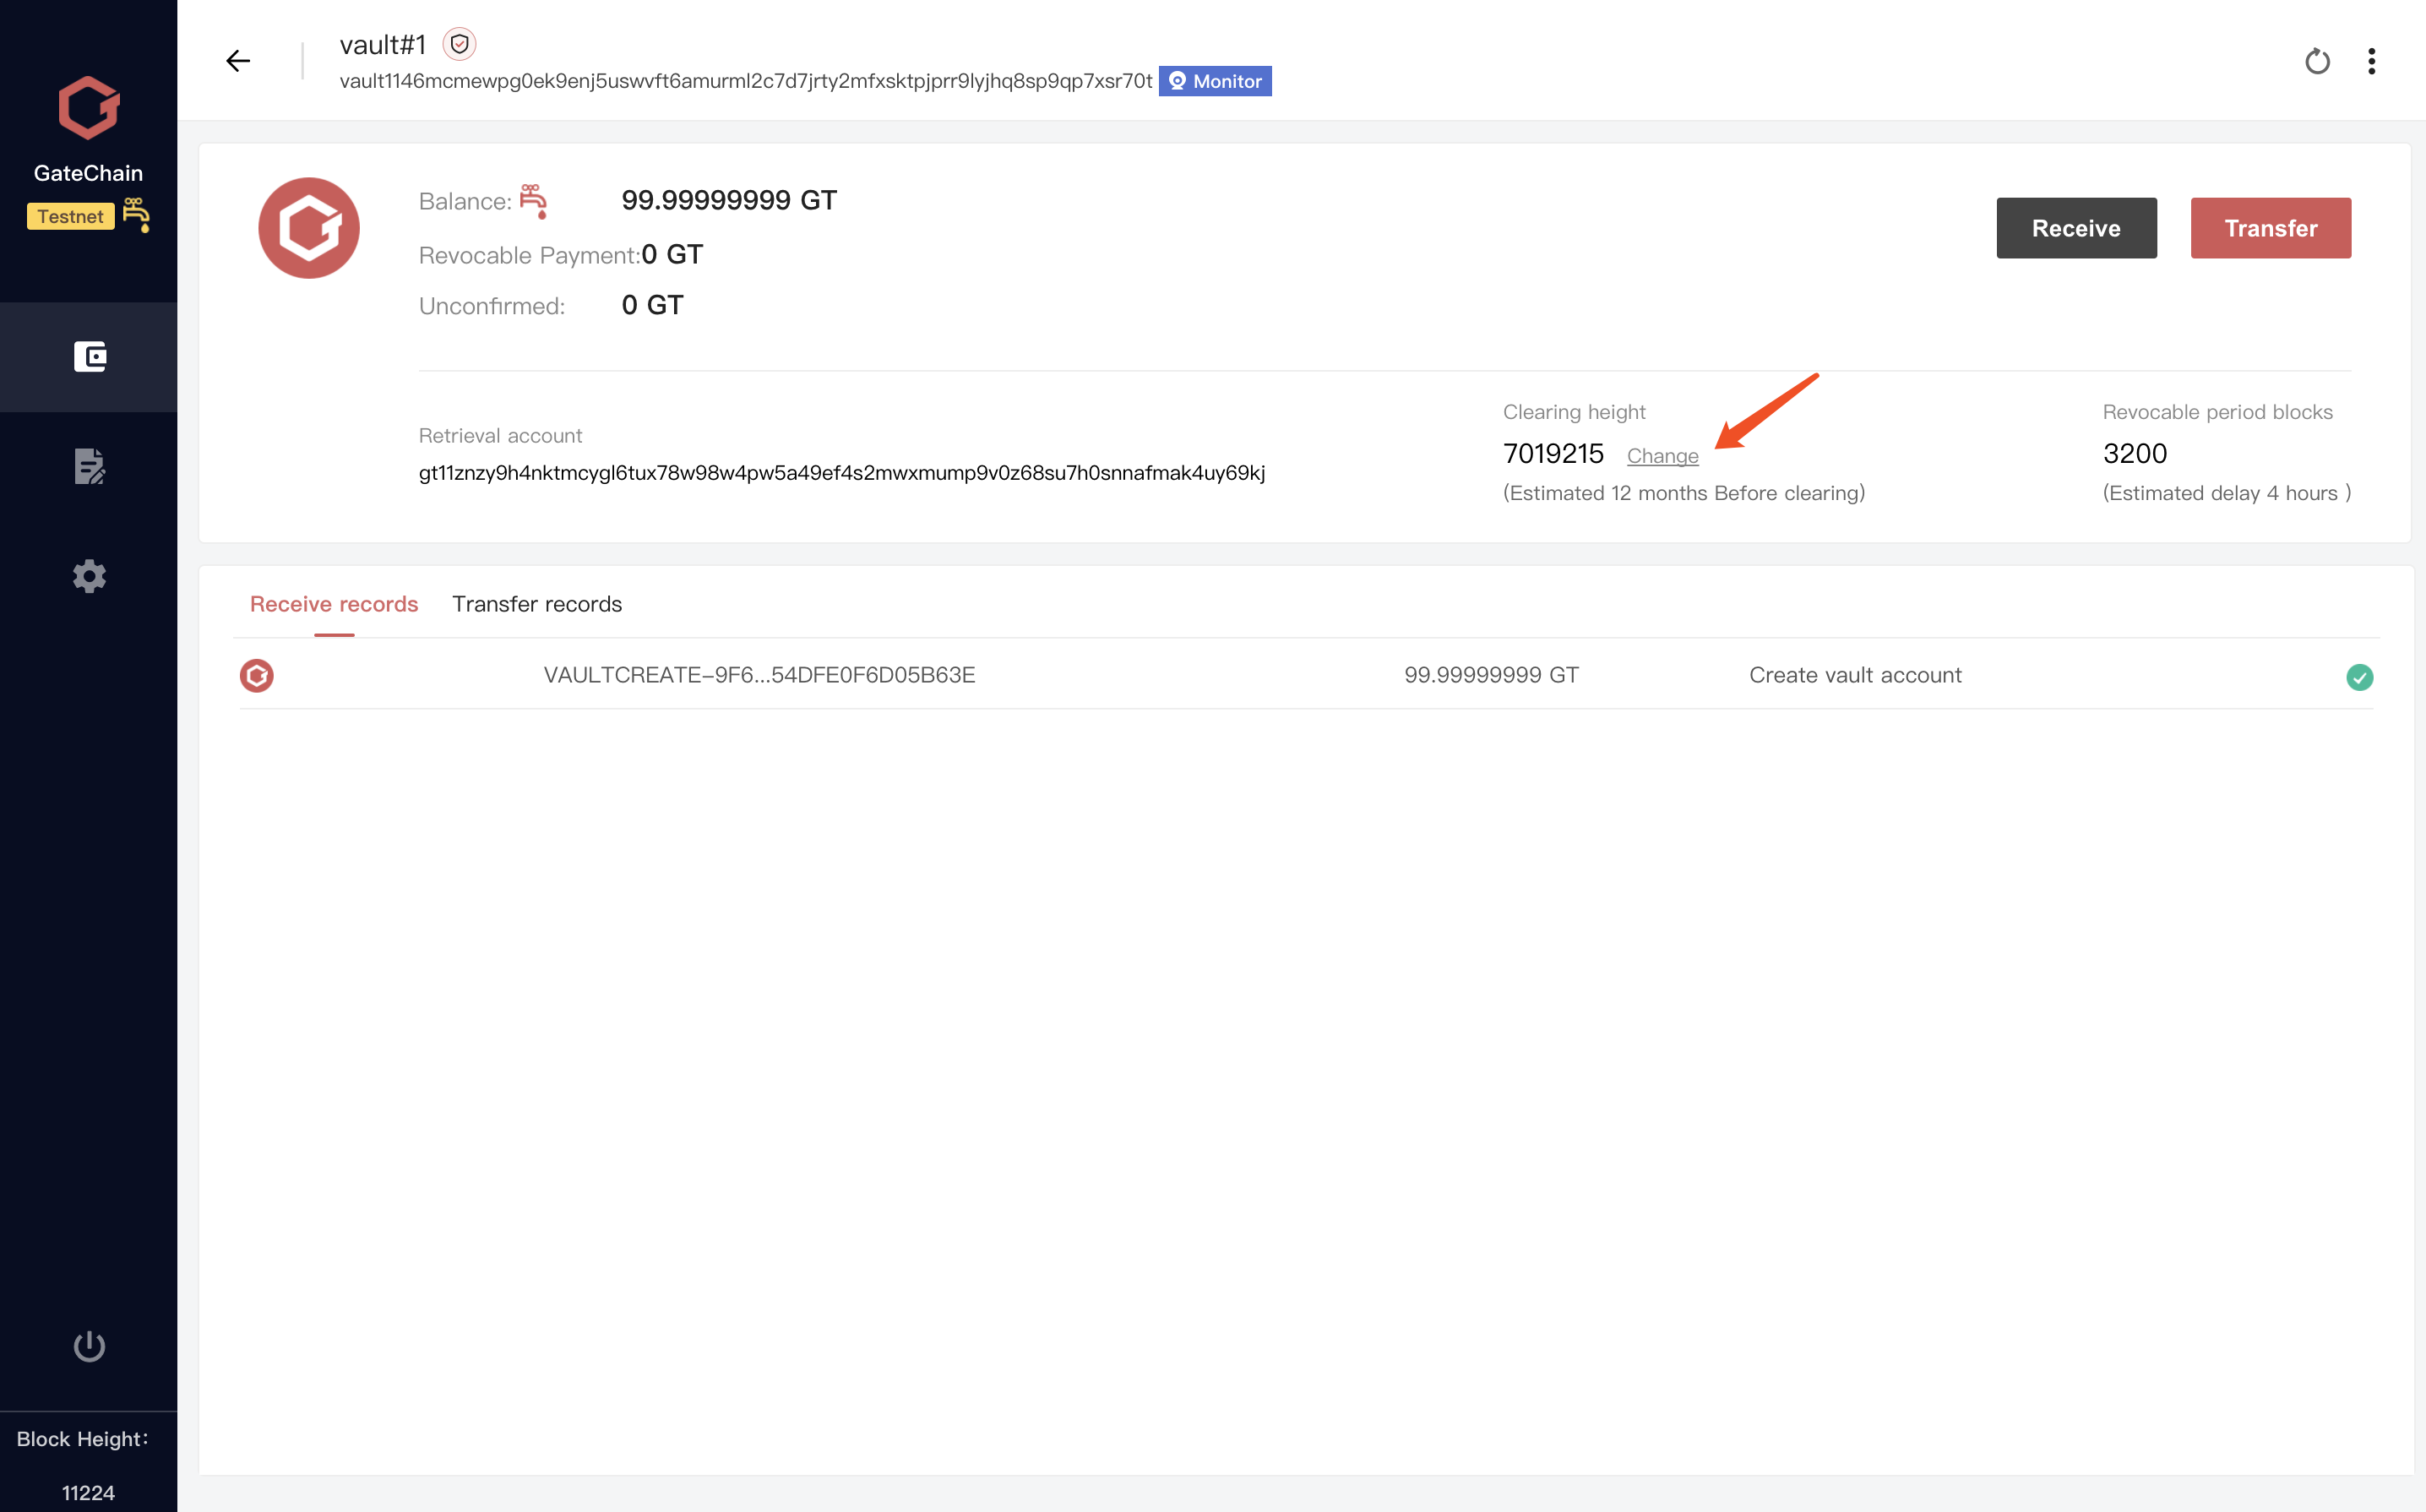 GateChain
Testnet
Block Height:
11224
vault#1
vault1146mcmewpg0ek9enj5uswvft6amurml2c7d7jrty2mfxsktpjprr9lyjhq8sp9qp7xsr70t Monitor
Balance: 99.99999999 GT
Revocable Payment:0 GT
Unconfirmed: 0 GT
Receive Transfer
Retrieval account
gt11znzy9h4nktmcygl6tux78w98w4pw5a49ef4s2mwxmump9v0z68su7h0snnafmak4uy69kj
Clearing height
7019215 Change
(Estimated 12 months Before clearing)
Revocable period blocks
3200
(Estimated delay 4 hours )
Receive records Transfer records
VAULTCREATE-9F6...54DFE0F6D05B63E 99.99999999 GT Create vault account